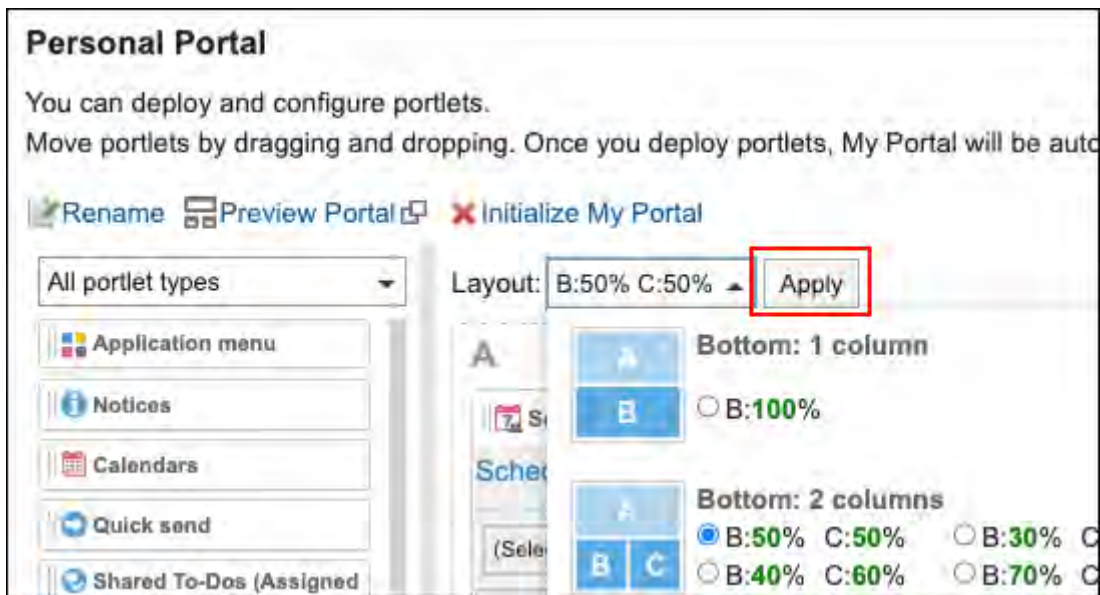 Personal Portal
You can deploy and configure portlets.
Move portlets by dragging and dropping. Once you deploy portlets, My Portal will be
Rename Preview Portal Initialize My Portal
All portlet types
Layout: B:50% C:50% Apply
Application menu
Notices
Calendars
Quick send
Shared To-Dos (Assigned
A
Sched
(Sele
A
B
Bottom: 1 column
B:100%
A
B C
Bottom: 2 columns
B:50% C:50% B:30% C
B:40% C:60% B:70% C